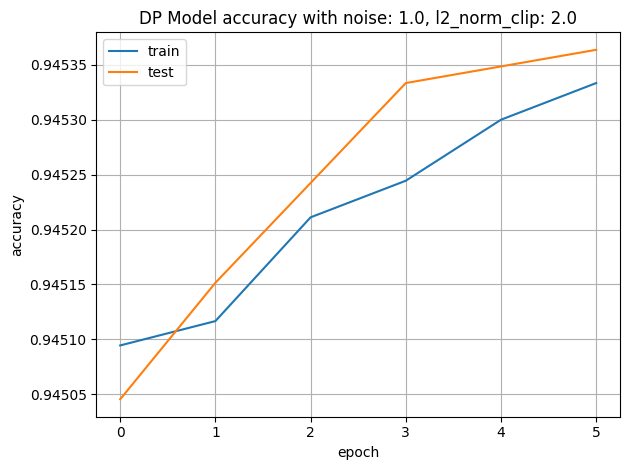 DP Model accuracy with noise: 1.0, l2_norm_clip: 2.0
train
test
0.94535
0.94530
0.94525
0.94520
0.94515
0.94510
0.94505
accuracy
0 1 2 3 4 5
epoch